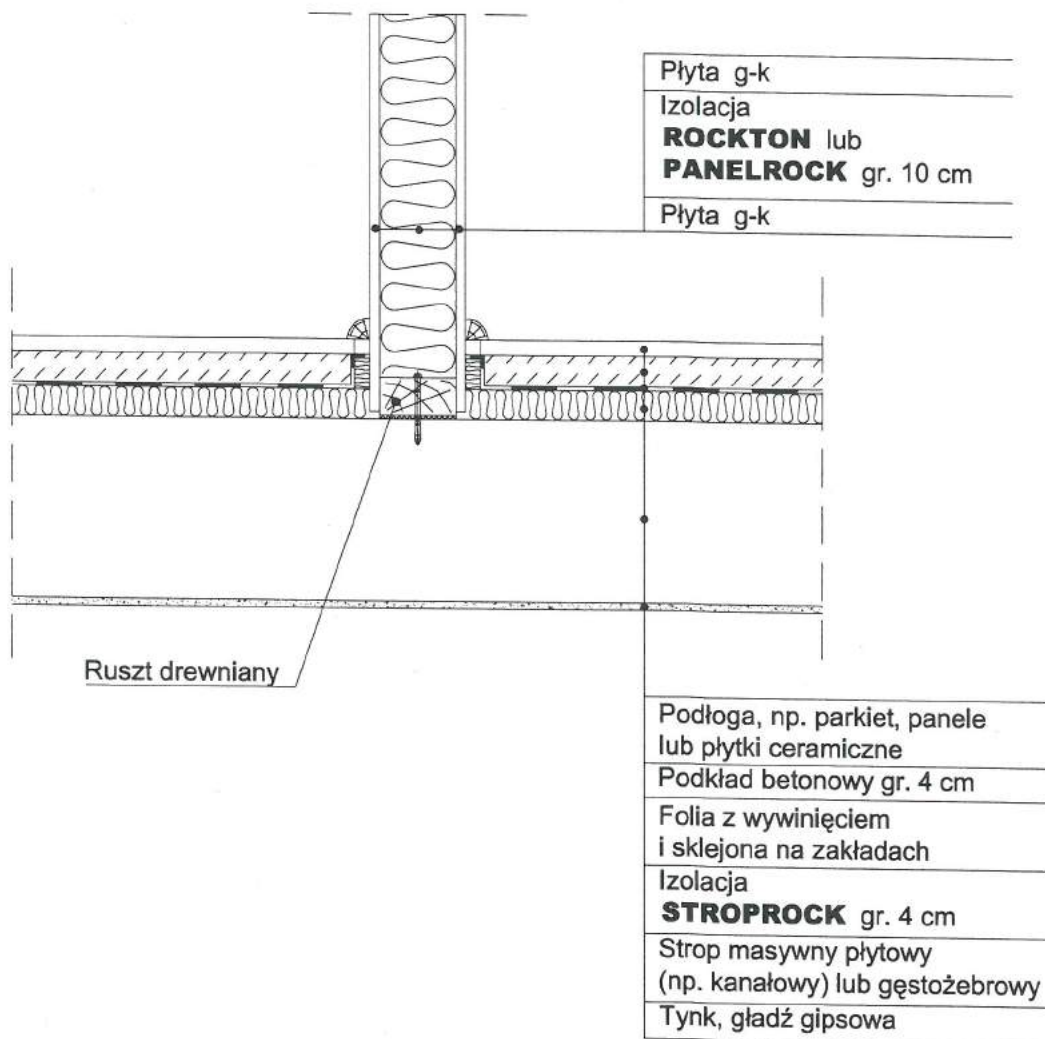 Płyta g-k
Izolacja
ROCKTON lub
PANELROCK gr. 10 cm
Płyta g-k
Ruszt drewniany
Podłoga, np. parkiet, panele
lub płytki ceramiczne
Podkład betonowy gr. 4 cm
Folia z wywinięciem
i sklejona na zakładach
Izolacja
STROPROCK gr. 4 cm
Strop masywny płytowy
(np. kanałowy) lub gęstożebrowy
Tynk, gładź gipsowa